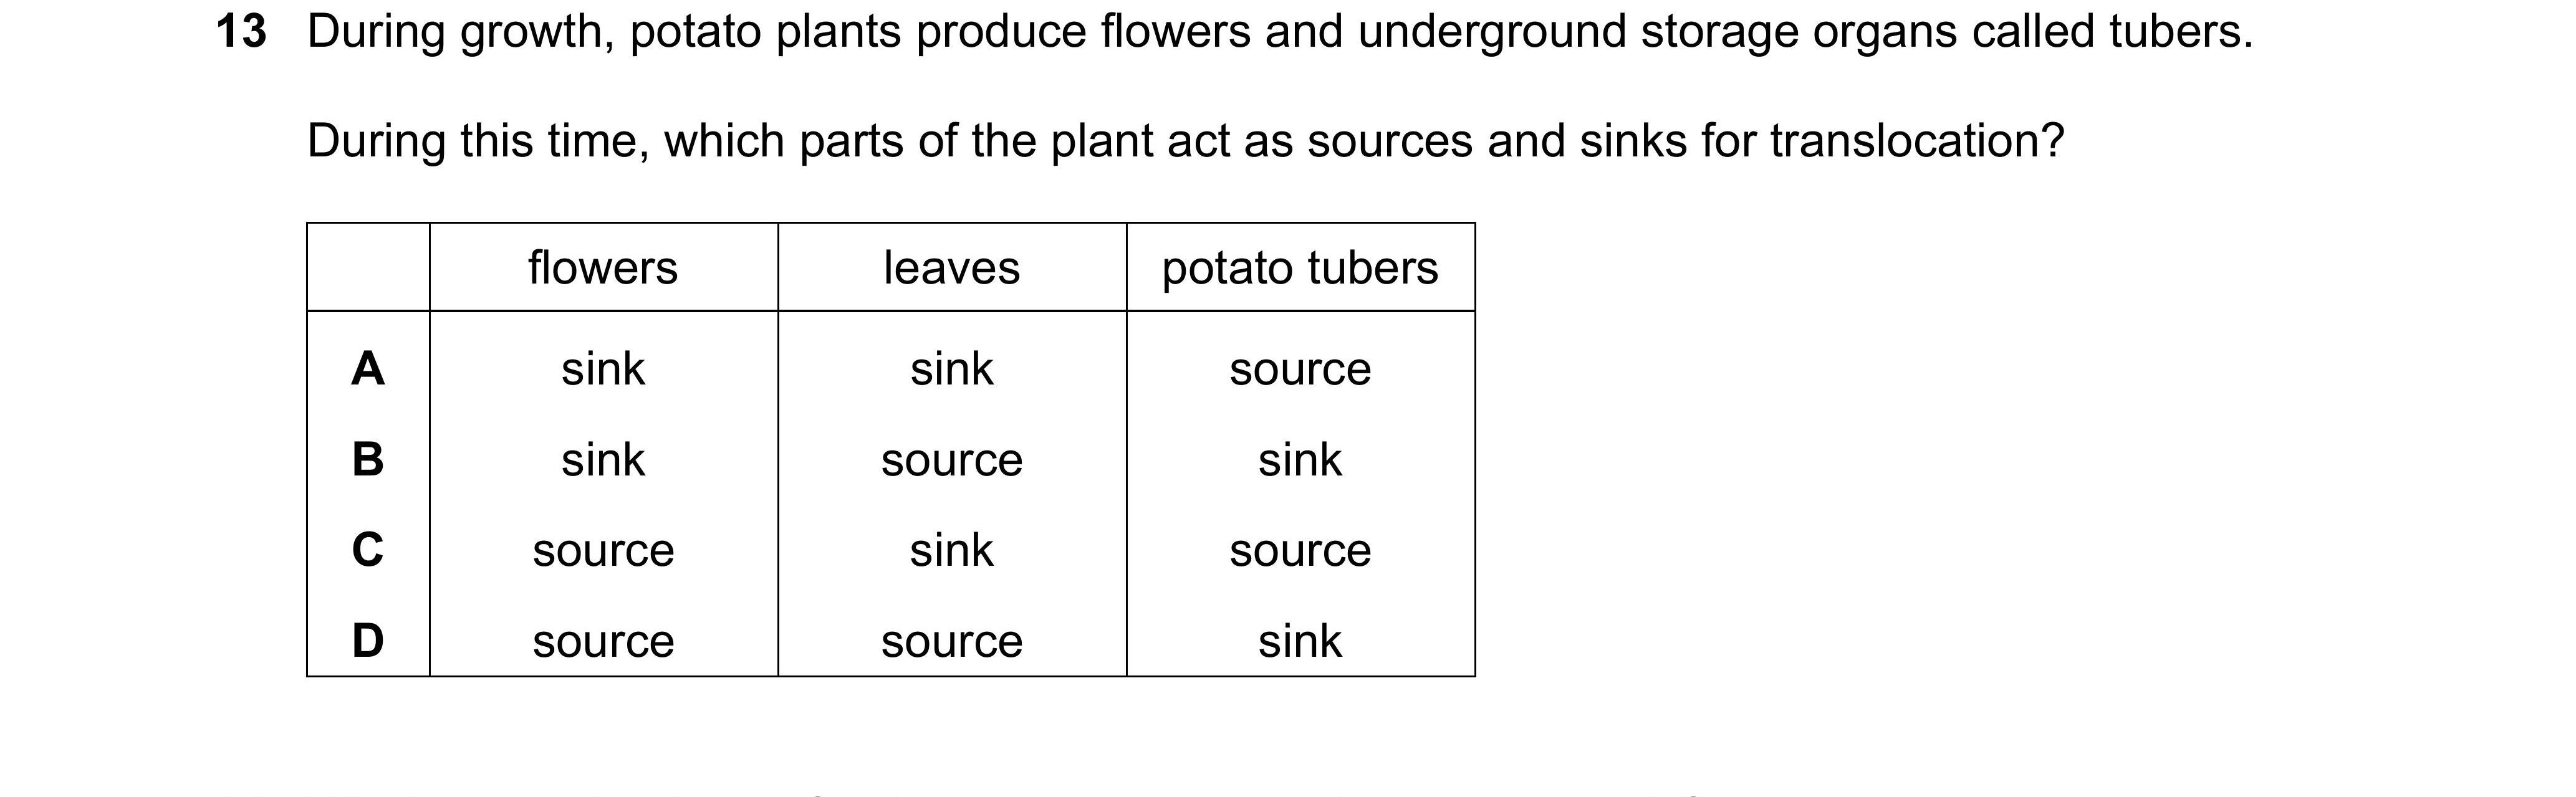 13 During growth, potato plants produce flowers and underground storage organs called tubers.
During this time, which parts of the plant act as sources and sinks for translocation?
flowers leaves potato tubers
A sink sink source
B sink source sink
C source sink source
D source source sink